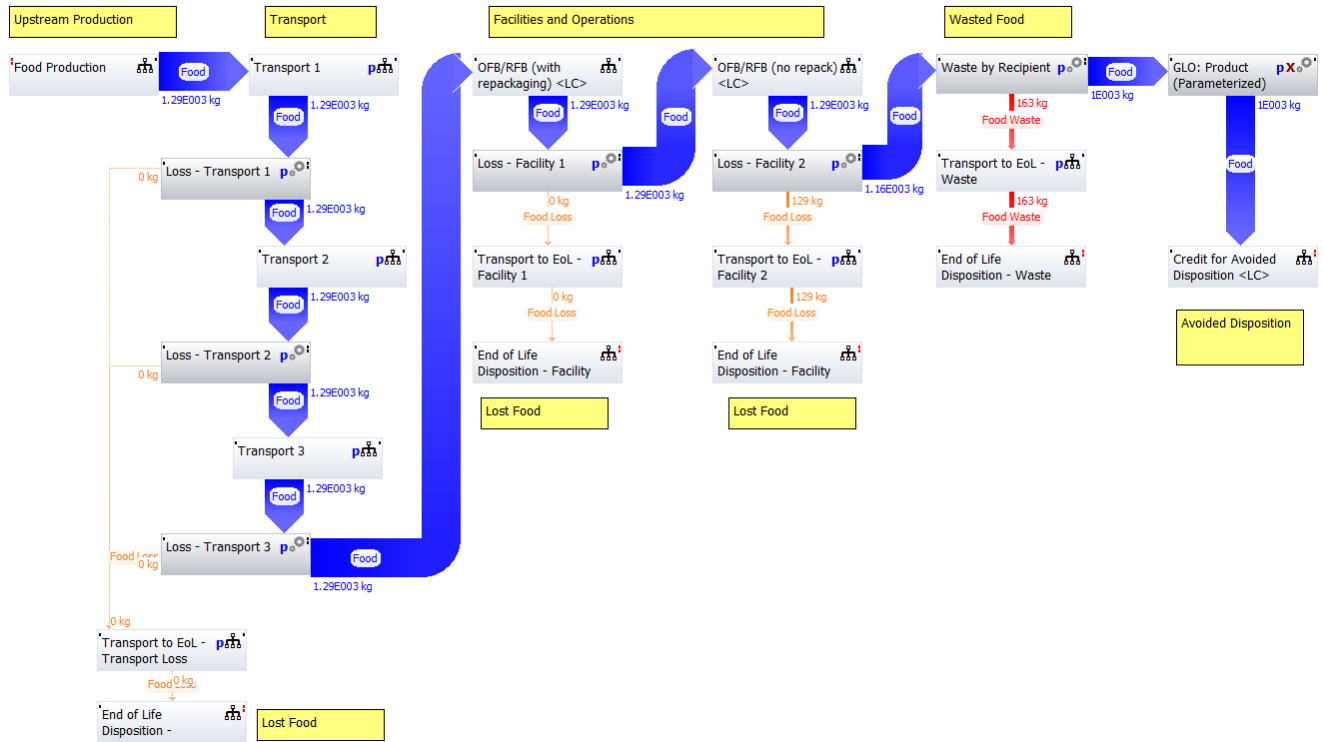 Upstream Production
Transport
Facilities and Operations
Wasted Food
Food Production
Food
1.29E003 kg
Transport 1
p
1.29E003 kg
Food
Loss - Transport 1
p
0 kg
1.29E003 kg
Food
Transport 2
p
1.29E003 kg
Food
Loss - Transport 2
p
0 kg
1.29E003 kg
Food
Transport 3
p
1.29E003 kg
Food
Loss - Transport 3
p
Food Loss
0 kg
Food
1.29E003 kg
0 kg
Transport to EoL -
Transport Loss
p
0 kg
Food Loss
End of Life
Disposition -
Lost Food
OFB/RFB (with
repackaging) <LC>
1.29E003 kg
Food
Loss - Facility 1
p
Food
1.29E003 kg
0 kg
Food Loss
Transport to EoL -
Facility 1
p
0 kg
Food Loss
End of Life
Disposition - Facility
Lost Food
OFB/RFB (no repack)
<LC>
1.29E003 kg
Food
Loss - Facility 2
p
Food
1.16E003 kg
129 kg
Food Loss
Transport to EoL -
Facility 2
p
129 kg
Food Loss
End of Life
Disposition - Facility
Lost Food
Waste by Recipient
p
Food
1E003 kg
163 kg
Food Waste
Transport to EoL -
Waste
p
163 kg
Food Waste
End of Life
Disposition - Waste
GLO: Product
(Parameterized)
p X
1E003 kg
Food
Credit for Avoided
Disposition <LC>
Avoided Disposition